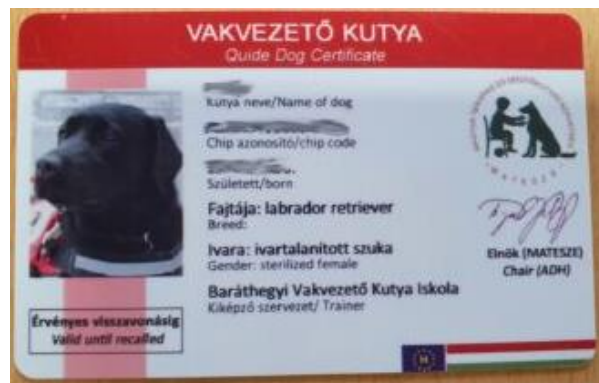 VAKVEZETŐ KUTYA
Quide Dog Certificate
Kutya neve/Name of dog
Chip azonosító/chip code
Született/born
Fajtája: labrador retriever
Breed:
Ivara: ivartalanított szuka
Gender: sterilized female
Baráthegyi Vakvezető Kutya Iskola
Kiképző szervezet/ Trainer
Elnök (MATESZE)
Chair (ADH)
Érvényes visszavonásig
Valid until recalled
H